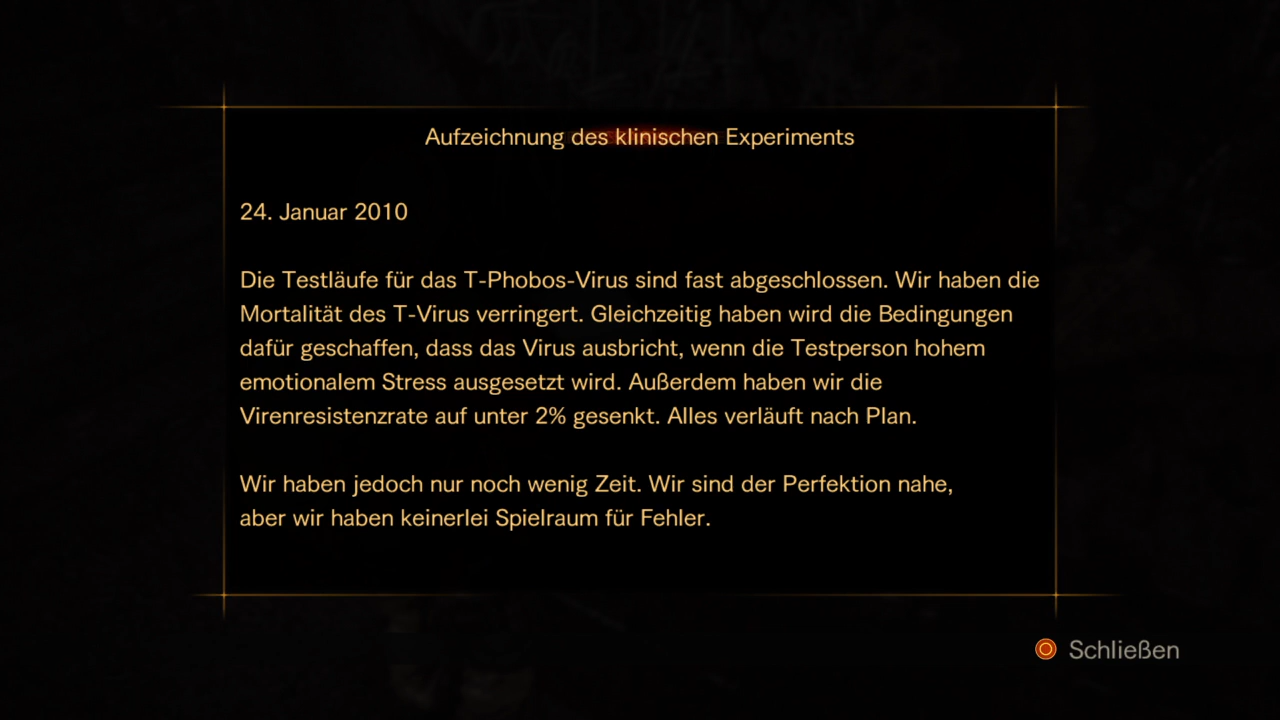 Aufzeichnung des klinischen Experiments
24. Januar 2010
Die Testläufe für das T-Phobos-Virus sind fast abgeschlossen. Wir haben die
Mortalität des T-Virus verringert. Gleichzeitig haben wird die Bedingungen
dafür geschaffen, dass das Virus ausbricht, wenn die Testperson hohem
emotionalem Stress ausgesetzt wird. Außerdem haben wir die
Virenresistenzrate auf unter 2% gesenkt. Alles verläuft nach Plan.
Wir haben jedoch nur noch wenig Zeit. Wir sind der Perfektion nahe,
aber wir haben keinerlei Spielraum für Fehler.
Schließen